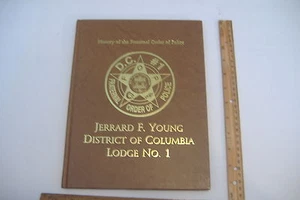 History of the Fraternal Order of Police
D.C. #1
FRATERNAL
ORDER OF
POLICE
JERRARD F. YOUNG
DISTRICT OF COLUMBIA
LODGE NO. 1